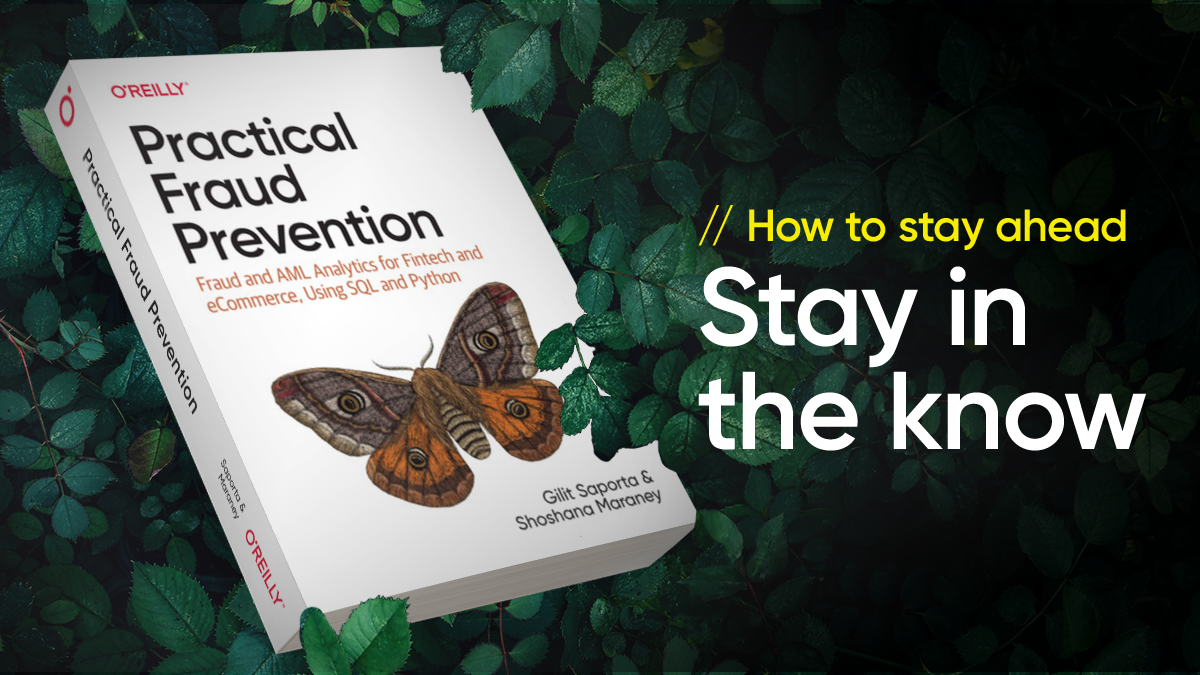 O'REILLY®
Practical
Fraud
Prevention
Fraud and AML Analytics for Fintech and
eCommerce, Using SQL and Python
Gilit Saporta &
Shoshana Maraney
Practical Fraud Prevention
Saporta &
Maraney
O'REILLY®
// How to stay ahead
Stay in
the know